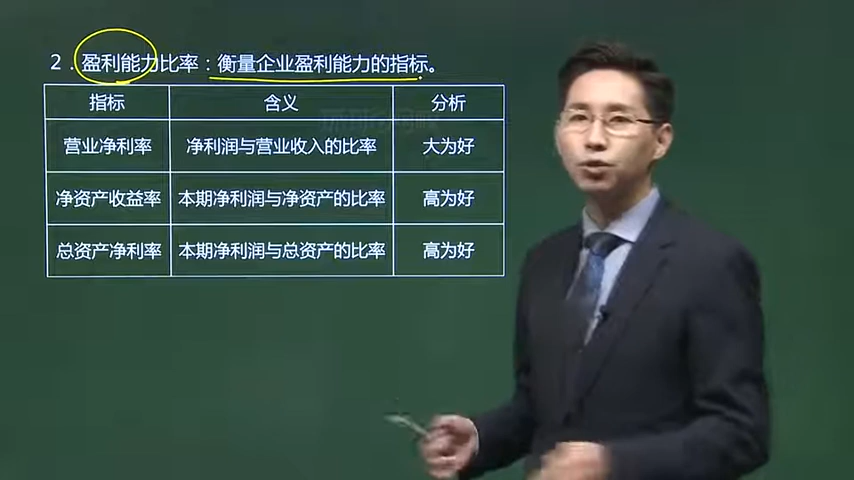 2．盈利能力比率：衡量企业盈利能力的指标。
指标 含义 分析
营业净利率 净利润与营业收入的比率 大为好
净资产收益率 本期净利润与净资产的比率 高为好
总资产净利率 本期净利润与总资产的比率 高为好